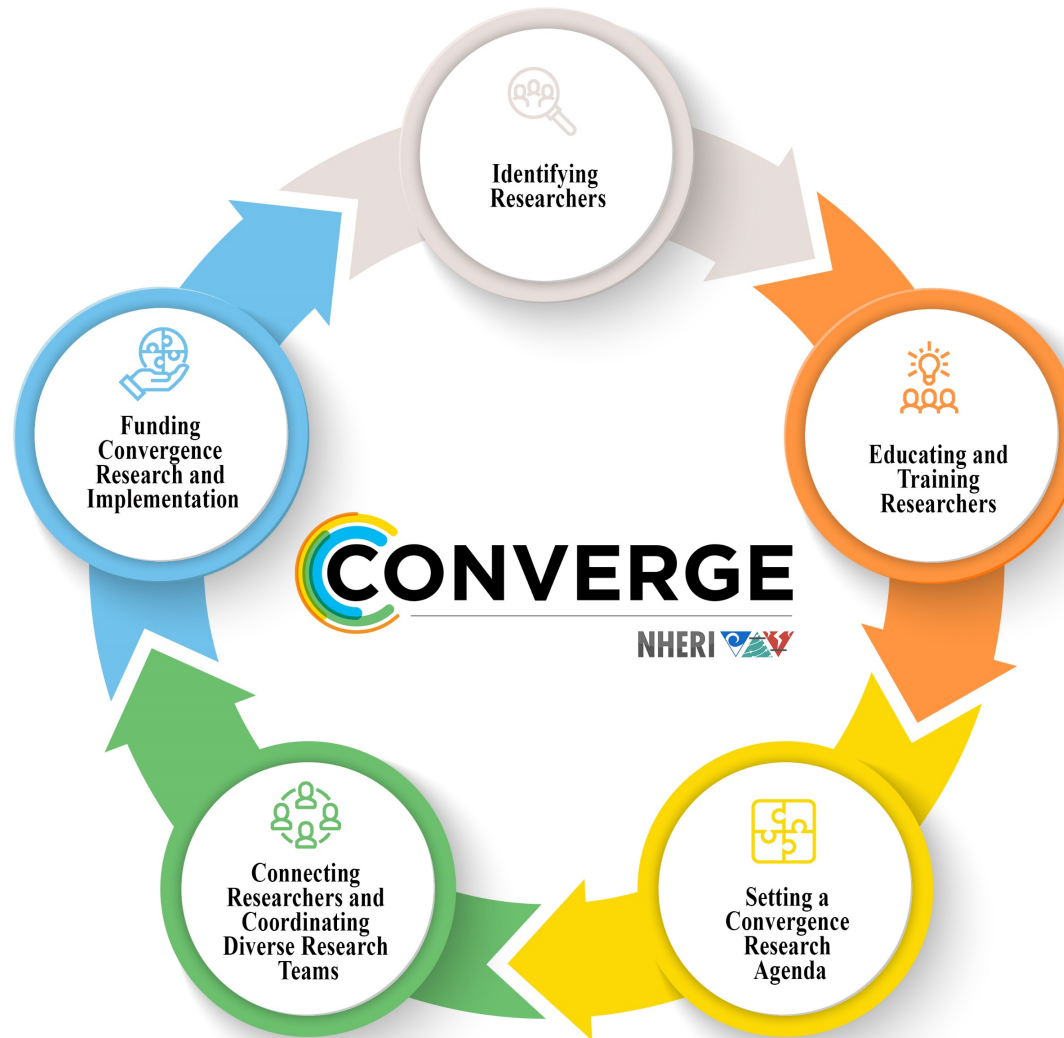 Identifying
Researchers
Educating and
Training
Researchers
Setting a
Convergence
Research
Agenda
Connecting
Researchers and
Coordinating
Diverse Research
Teams
Funding
Convergence
Research and
Implementation
CONVERGE
NHERI